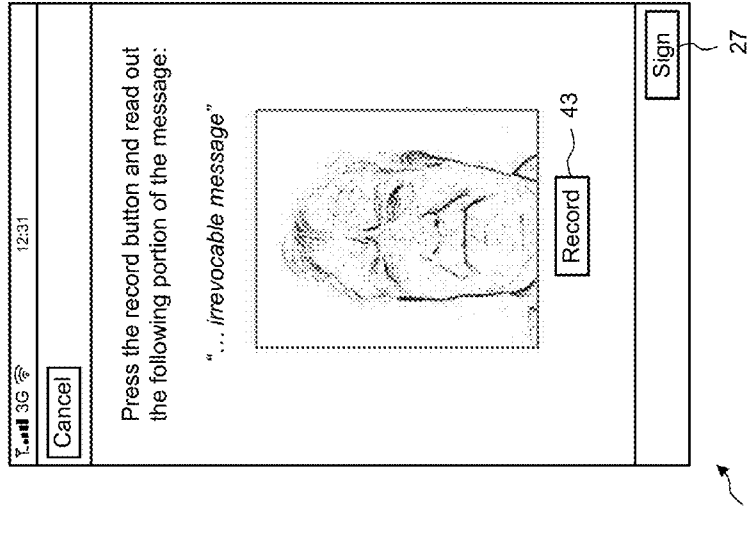 3G 12:31
Cancel
Press the record button and read out
the following portion of the message:
“... irrevocable message”
Record
43
Sign
27